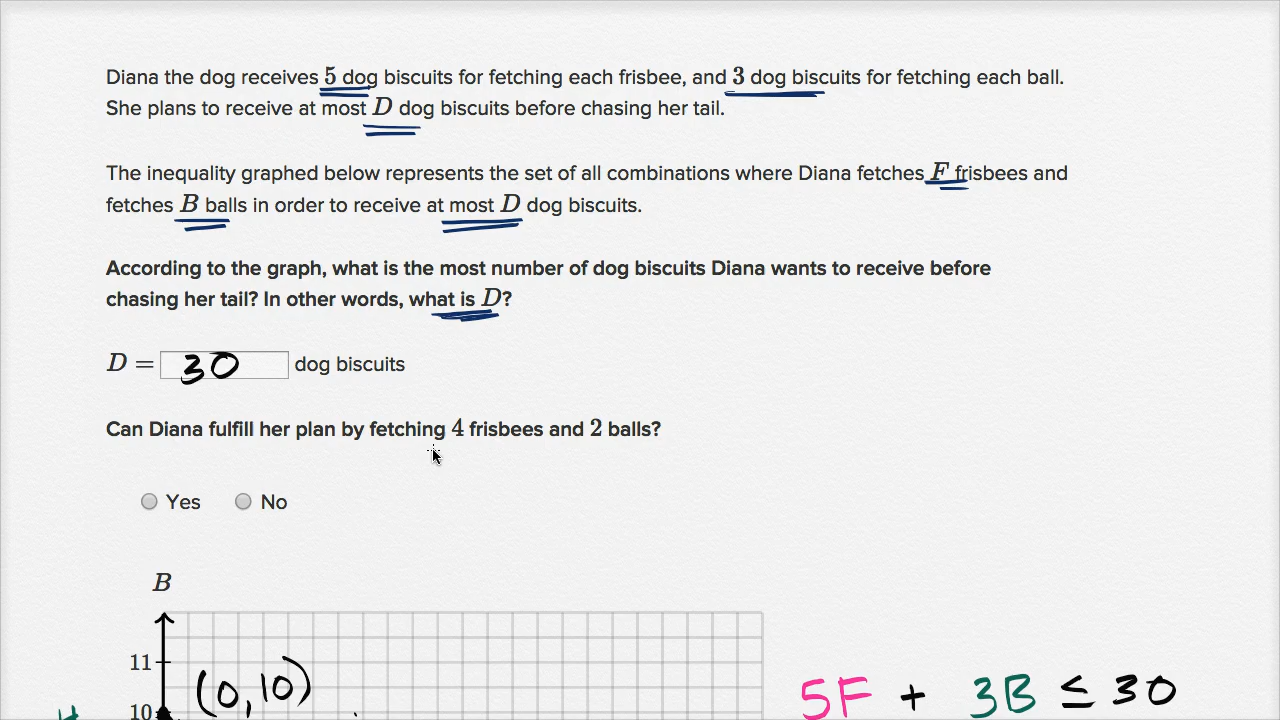 Diana the dog receives 5 dog biscuits for fetching each frisbee, and 3 dog biscuits for fetching each ball.
She plans to receive at most D dog biscuits before chasing her tail.
The inequality graphed below represents the set of all combinations where Diana fetches F frisbees and
fetches B balls in order to receive at most D dog biscuits.
According to the graph, what is the most number of dog biscuits Diana wants to receive before
chasing her tail? In other words, what is D?
D = 30 dog biscuits
Can Diana fulfill her plan by fetching 4 frisbees and 2 balls?
Yes No
B
11
(0,10)
5F + 3B ≤ 30
10